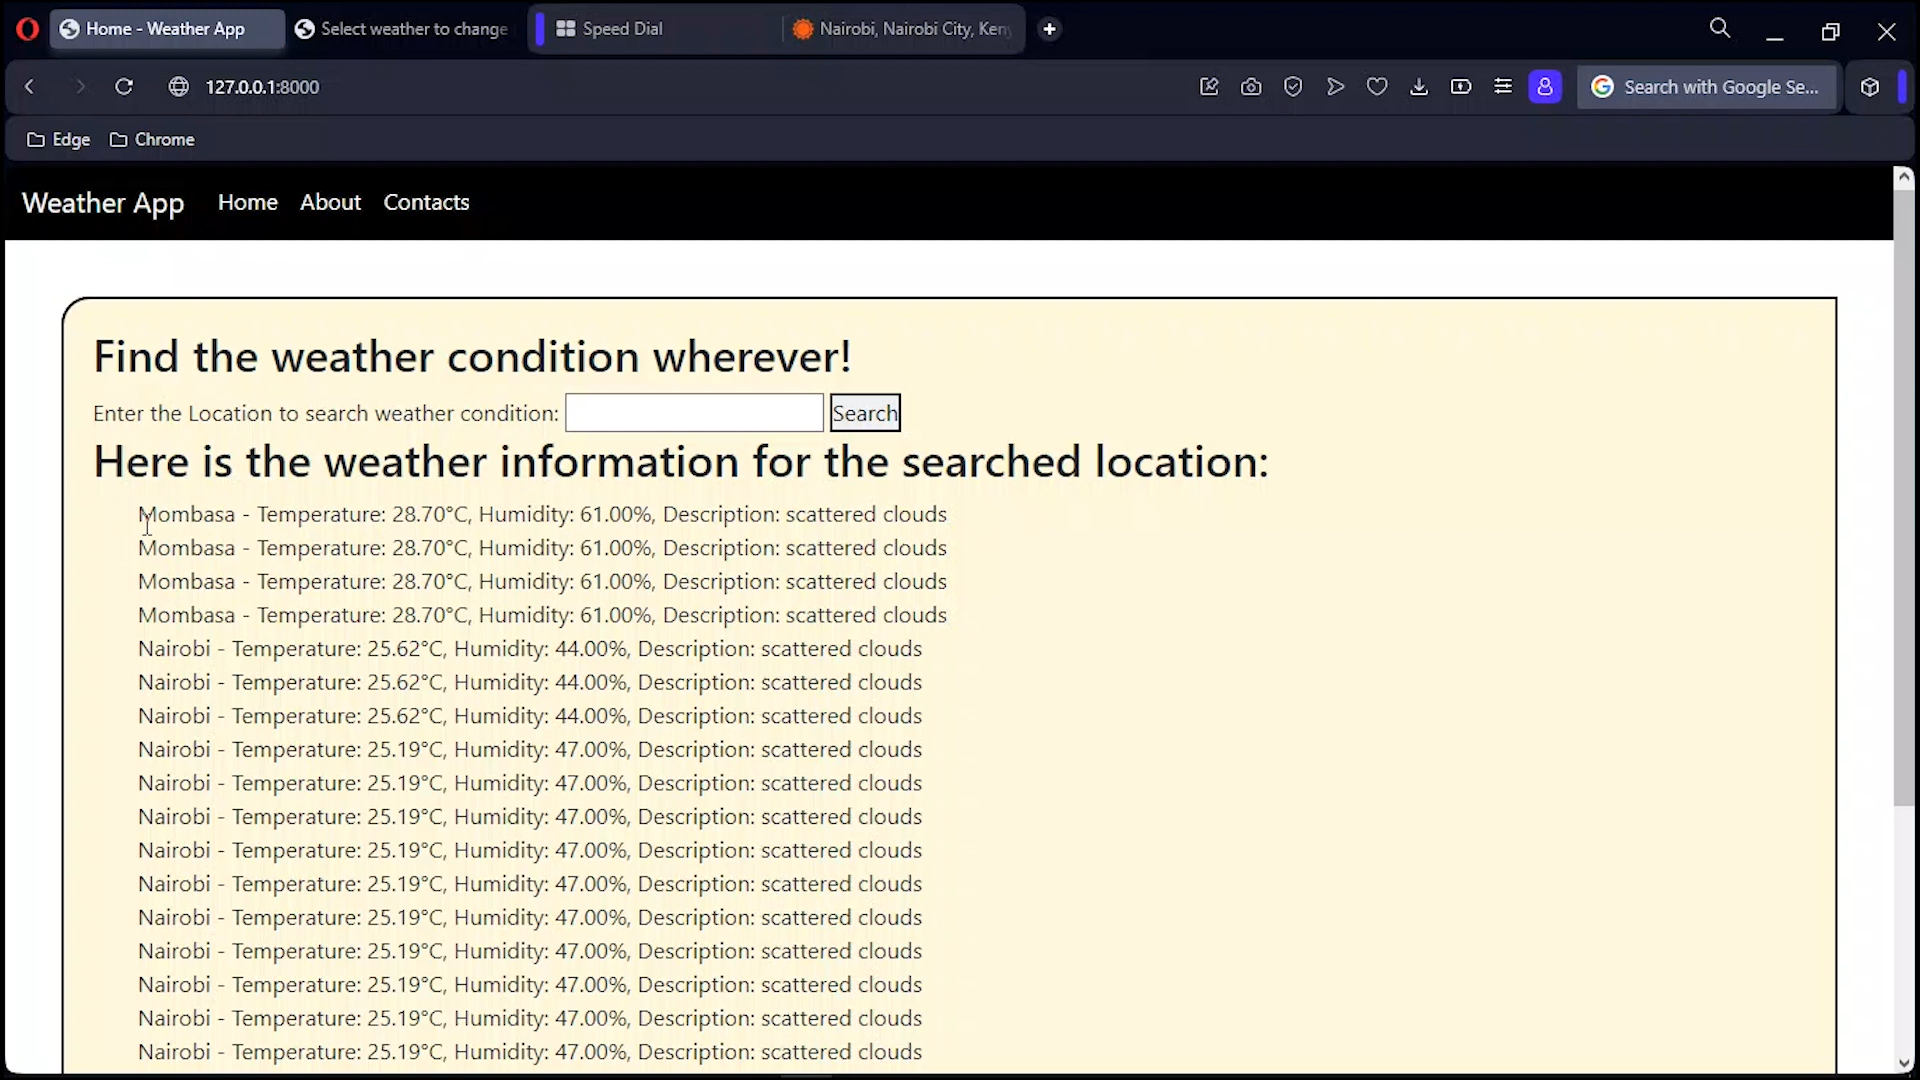 Home - Weather App
Select weather to change
Speed Dial
Nairobi, Nairobi City, Ken
127.0.0.1:8000
Search with Google Se...
Edge
Chrome
Weather App
Home
About
Contacts
Find the weather condition wherever!
Enter the Location to search weather condition:
Search
Here is the weather information for the searched location:
Mombasa - Temperature: 28.70°C, Humidity: 61.00%, Description: scattered clouds
Mombasa - Temperature: 28.70°C, Humidity: 61.00%, Description: scattered clouds
Mombasa - Temperature: 28.70°C, Humidity: 61.00%, Description: scattered clouds
Mombasa - Temperature: 28.70°C, Humidity: 61.00%, Description: scattered clouds
Nairobi - Temperature: 25.62°C, Humidity: 44.00%, Description: scattered clouds
Nairobi - Temperature: 25.62°C, Humidity: 44.00%, Description: scattered clouds
Nairobi - Temperature: 25.62°C, Humidity: 44.00%, Description: scattered clouds
Nairobi - Temperature: 25.19°C, Humidity: 47.00%, Description: scattered clouds
Nairobi - Temperature: 25.19°C, Humidity: 47.00%, Description: scattered clouds
Nairobi - Temperature: 25.19°C, Humidity: 47.00%, Description: scattered clouds
Nairobi - Temperature: 25.19°C, Humidity: 47.00%, Description: scattered clouds
Nairobi - Temperature: 25.19°C, Humidity: 47.00%, Description: scattered clouds
Nairobi - Temperature: 25.19°C, Humidity: 47.00%, Description: scattered clouds
Nairobi - Temperature: 25.19°C, Humidity: 47.00%, Description: scattered clouds
Nairobi - Temperature: 25.19°C, Humidity: 47.00%, Description: scattered clouds
Nairobi - Temperature: 25.19°C, Humidity: 47.00%, Description: scattered clouds
Nairobi - Temperature: 25.19°C, Humidity: 47.00%, Description: scattered clouds